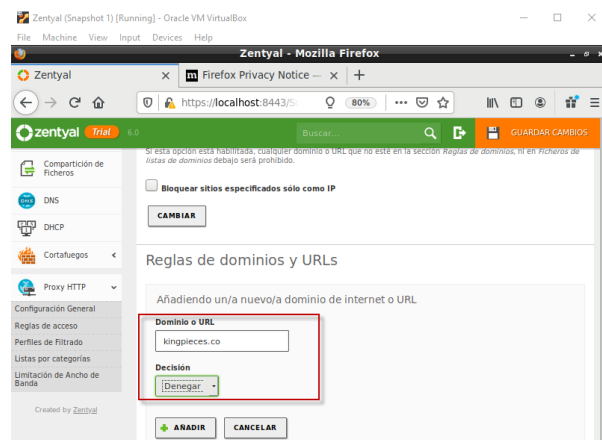 Zentyal (Snapshot 1) [Running] - Oracle VM VirtualBox
File Machine View Input Devices Help
Zentyal - Mozilla Firefox
Zentyal
Firefox Privacy Notice —
https://localhost:8443/S
80%
zentyal Trial 6.0
Buscar...
GUARDAR CAMBIOS
Compartición de Ficheros
DNS
DHCP
Cortafuegos
Proxy HTTP
Configuración General
Reglas de acceso
Perfiles de Filtrado
Listas por categorías
Limitación de Ancho de Banda
Created by Zentyal
Si esta opción está habilitada, cualquier dominio o URL que no esté en la sección Reglas de dominios, ni en Ficheros de
listas de dominios debajo será prohibido.
Bloquear sitios especificados sólo como IP
CAMBIAR
Reglas de dominios y URLs
Añadiendo un/a nuevo/a dominio de internet o URL
Dominio o URL
kingpieces.co
Decisión
Denegar
+ AÑADIR
CANCELAR